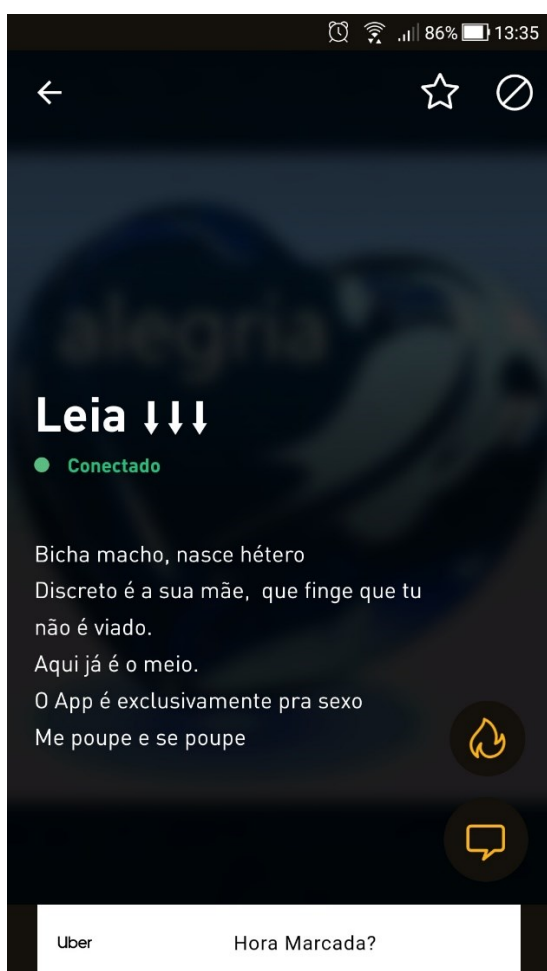 86% 13:35
alegria
Leia ↓↓↓
Conectado
Bicha macho, nasce hétero
Discreto é a sua mãe, que finge que tu
não é viado.
Aqui já é o meio.
O App é exclusivamente pra sexo
Me poupe e se poupe
Uber Hora Marcada?